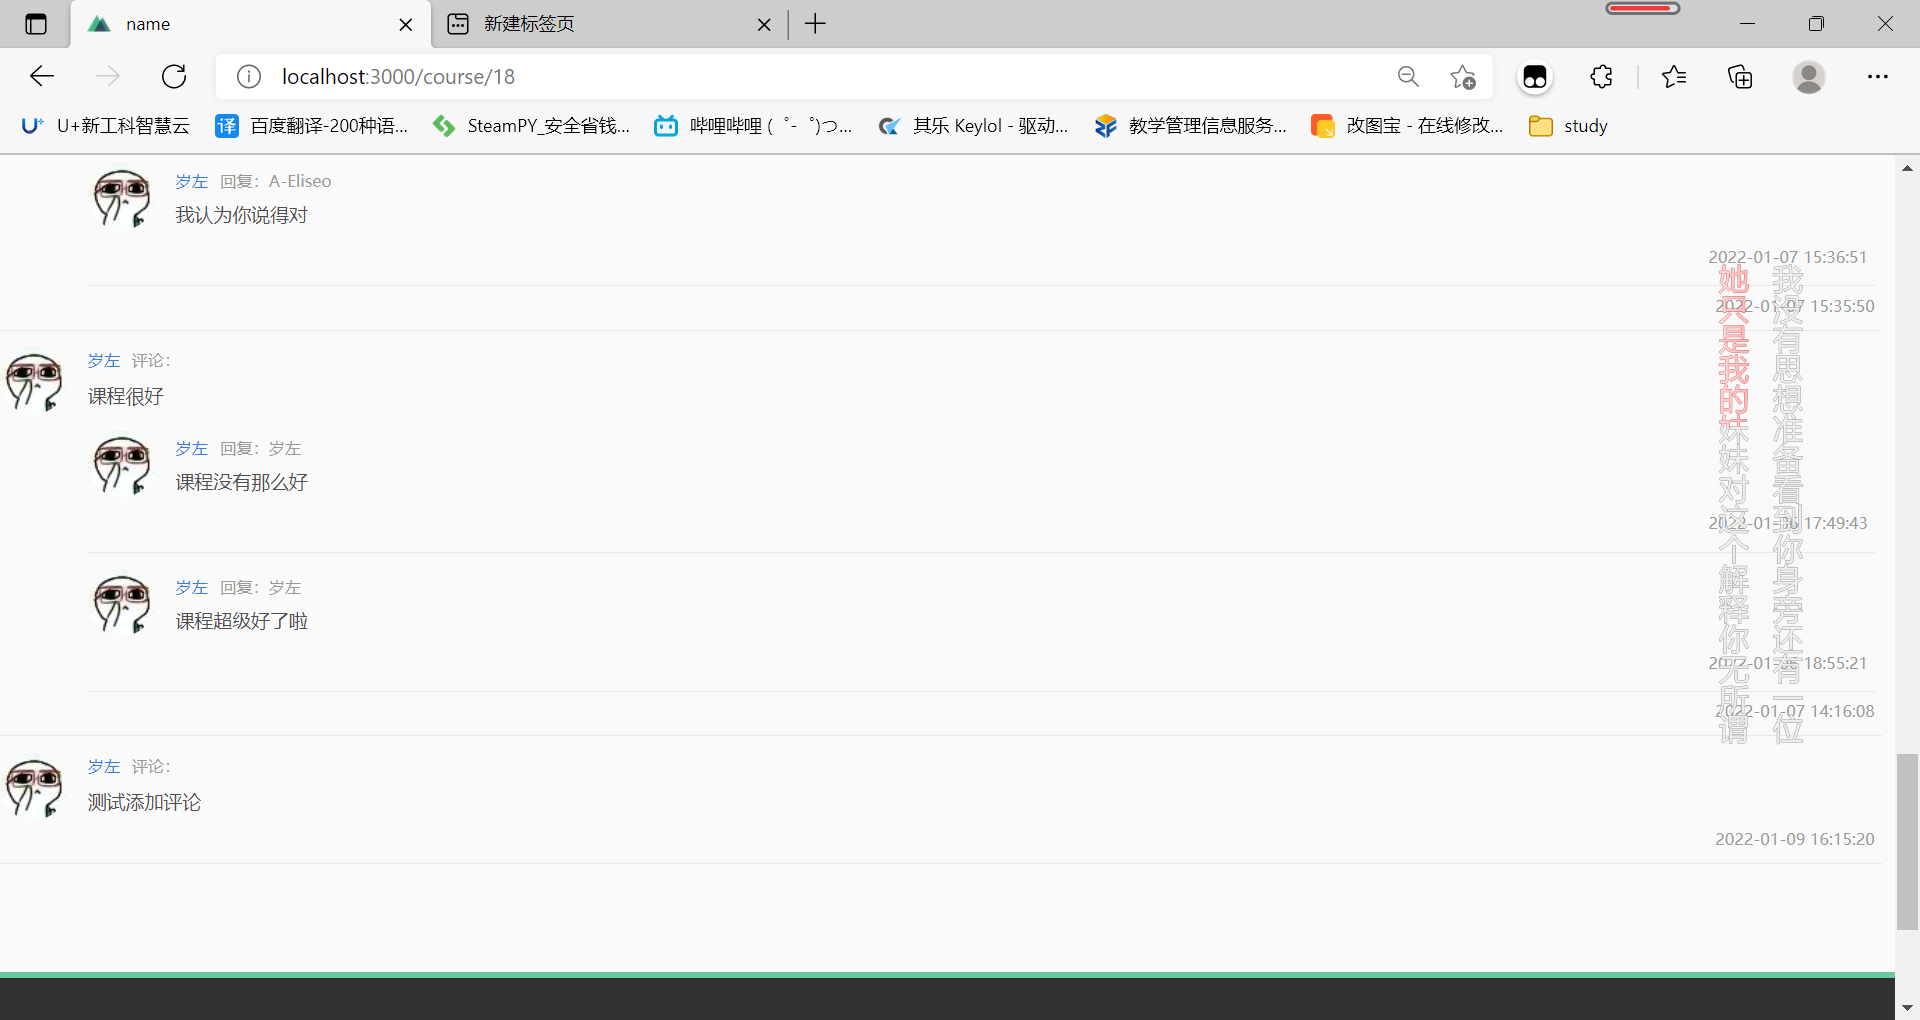 name
新建标签页
localhost:3000/course/18
U+新工科智慧云
百度翻译-200种语...
SteamPY_安全省钱...
哔哩哔哩 ( ゜- ゜)つ...
其乐 Keylol - 驱动...
教学管理信息服务...
改图宝 - 在线修改...
study
岁左 回复：A-Eliseo
我认为你说得对
2022-01-07 15:36:51
2022-01-07 15:35:50
岁左 评论：
课程很好
岁左 回复：岁左
课程没有那么好
17:49:43
岁左 回复：岁左
课程超级好了啦
18:55:21
2022-01-07 14:16:08
岁左 评论：
测试添加评论
2022-01-09 16:15:20
我没有思想准备看到你身旁还有一位
她只是我的妹妹对这个解释你无所谓